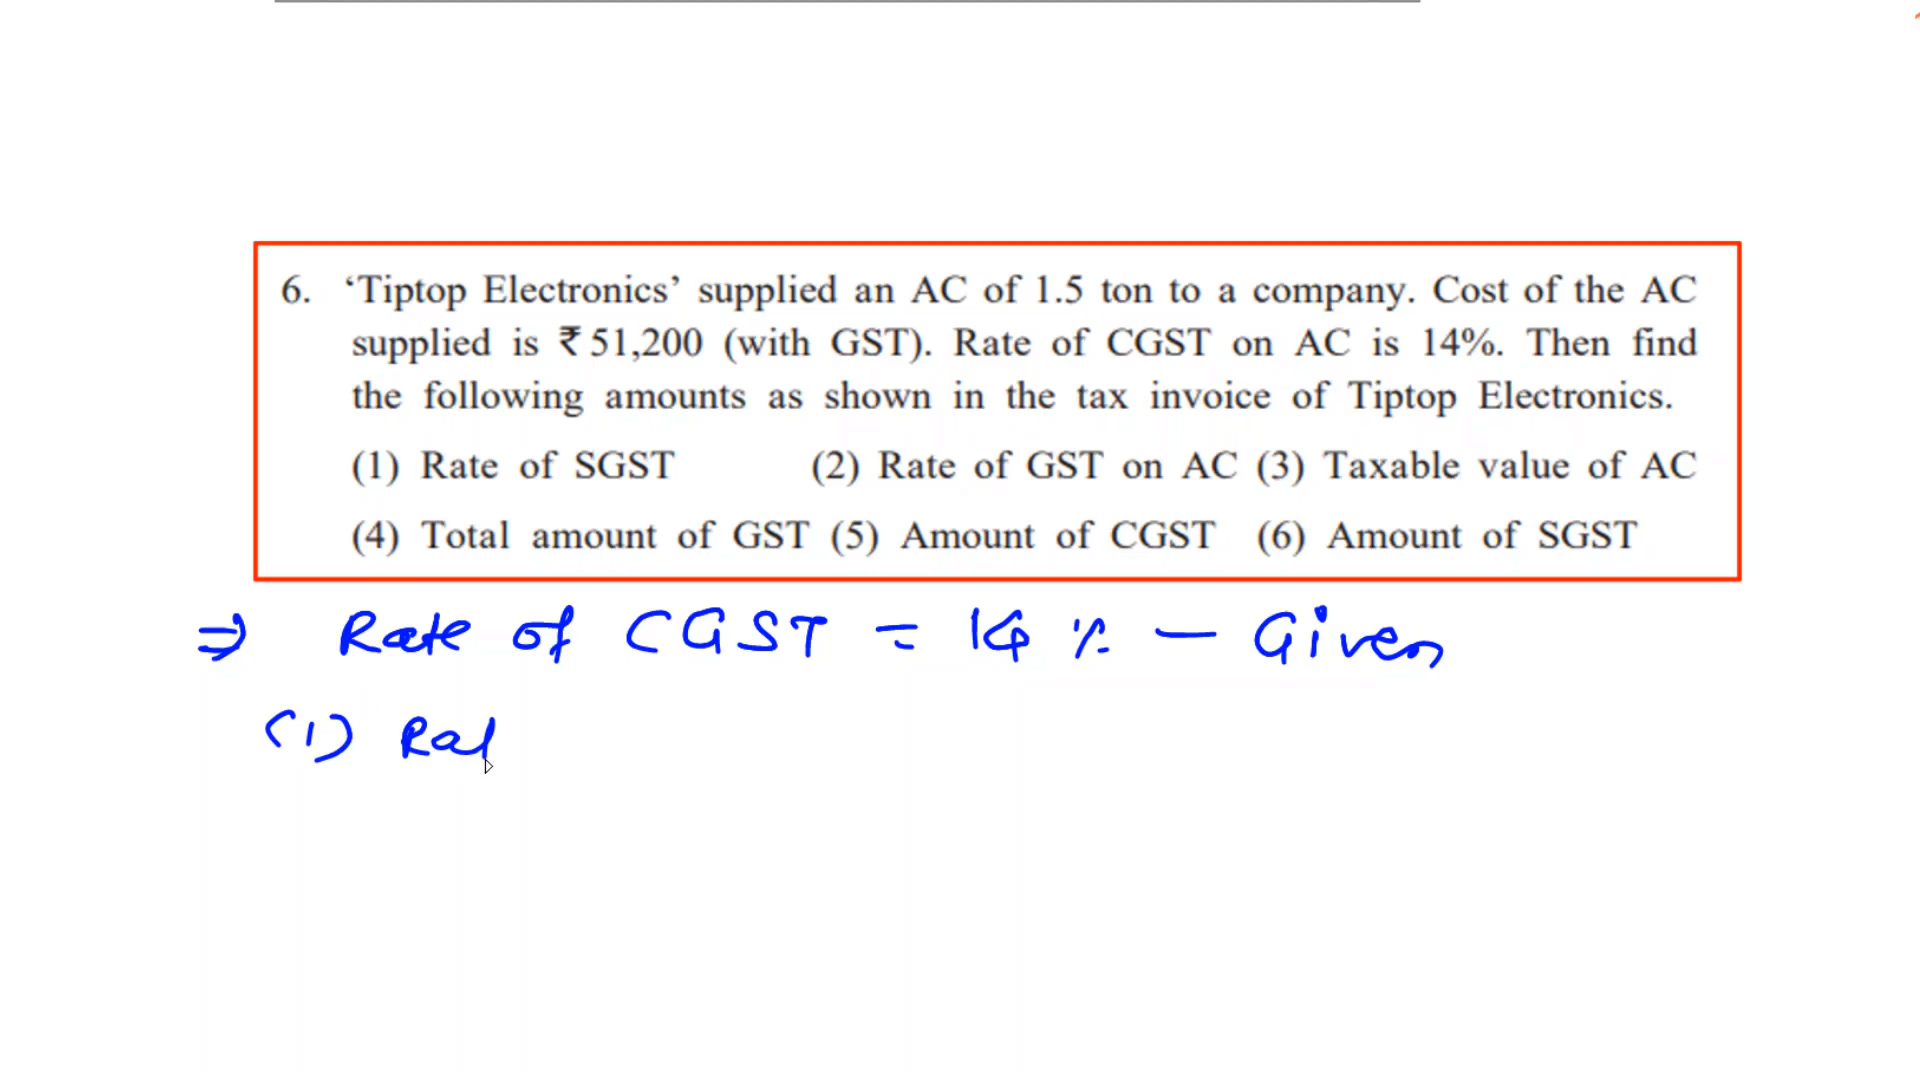 6. ‘Tiptop Electronics’ supplied an AC of 1.5 ton to a company. Cost of the AC
supplied is ₹ 51,200 (with GST). Rate of CGST on AC is 14%. Then find
the following amounts as shown in the tax invoice of Tiptop Electronics.
(1) Rate of SGST (2) Rate of GST on AC (3) Taxable value of AC
(4) Total amount of GST (5) Amount of CGST (6) Amount of SGST
⇒ Rate of CGST = 14 % — Given
(1)